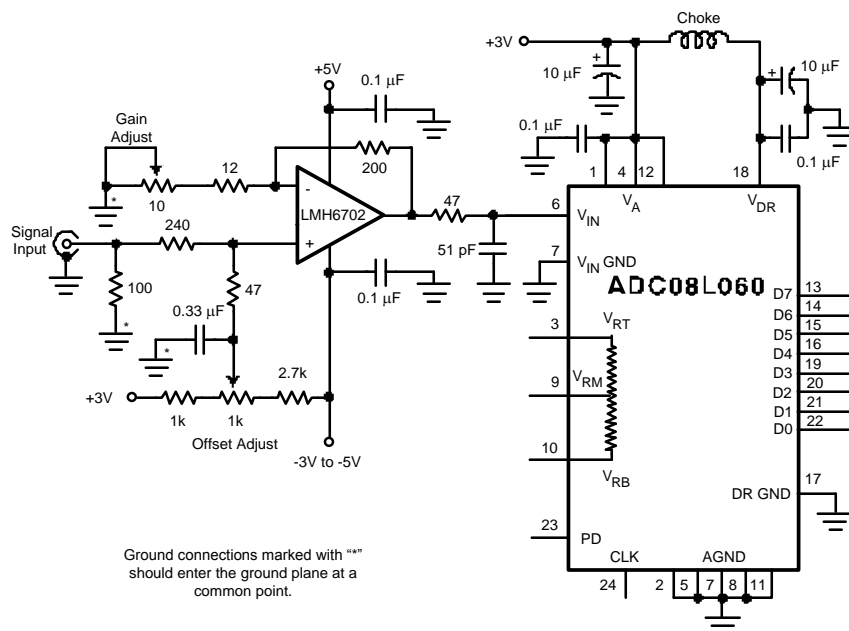 Choke
+3V
+
10 μF
+
10 μF
+5V
0.1 μF
0.1 μF
0.1 μF
Gain
Adjust
12
200
1
4
12
18
*
10
-
LMH6702
+
47
6
VIN
VA
VDR
Signal
Input
240
51 pF
7
VIN GND
ADC08L060
100
47
0.1 μF
D7
13
D6
14
D5
15
D4
16
D3
19
D2
20
D1
21
D0
22
*
0.33 μF
*
3
VRT
9
VRM
2.7k
+3V
1k
1k
Offset Adjust
-3V to -5V
10
VRB
17
DR GND
23
PD
Ground connections marked with “*”
should enter the ground plane at a
common point.
CLK
AGND
24
2
5
7
8
11